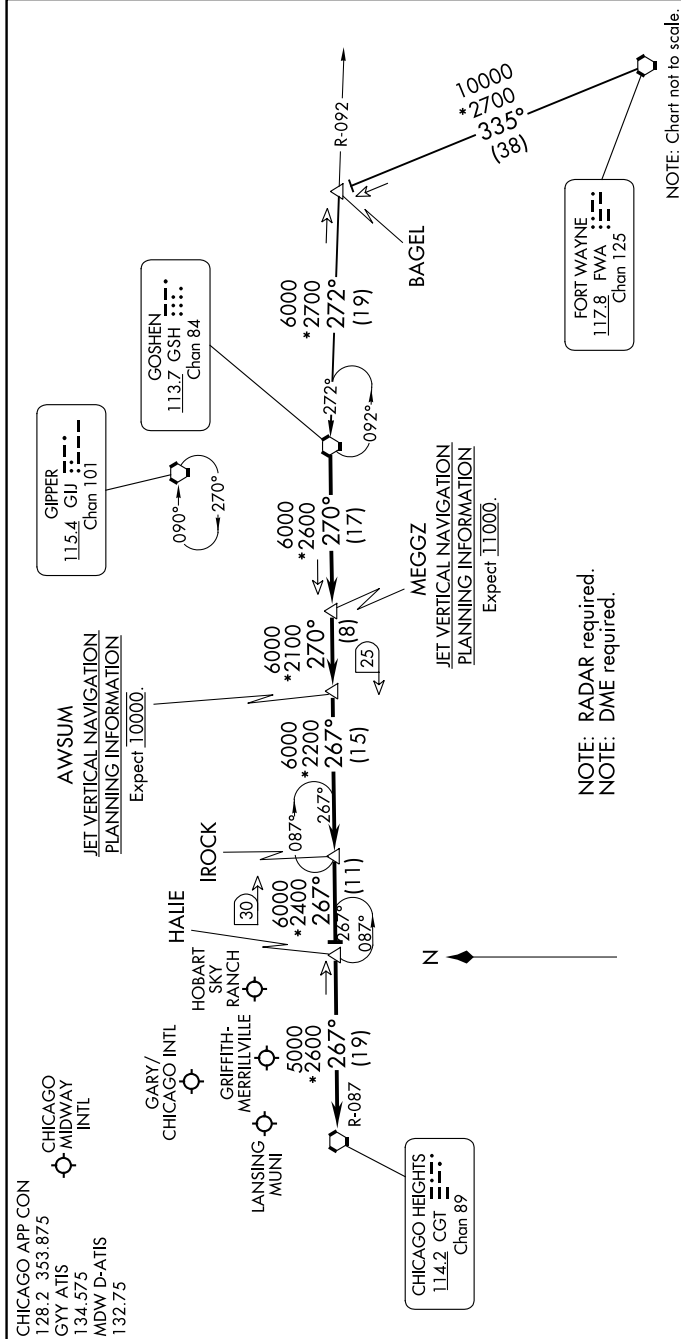 CHICAGO APP CON
128.2 353.875
GYY ATIS
134.575
MDW D-ATIS
132.75
CHICAGO
MIDWAY
INTL
GARY/
CHICAGO INTL
LANSING
MUNI
GRIFFITH-
MERRILLVILLE
HOBART
SKY
RANCH
CHICAGO HEIGHTS
114.2 CGT
Chan 89
R-087
5000
*2600
267°
(19)
HALIE
30
6000
*2400
267°
(11)
267°
087°
IROCK
087°
267°
6000
*2200
267°
(15)
AWSUM
JET VERTICAL NAVIGATION
PLANNING INFORMATION
Expect 10000.
25
6000
*2100
270°
(8)
MEGGZ
JET VERTICAL NAVIGATION
PLANNING INFORMATION
Expect 11000.
6000
*2600
270°
(17)
GIPPER
115.4 GIJ
Chan 101
090°
270°
GOSHEN
113.7 GSH
Chan 84
272°
092°
6000
*2700
272°
(19)
BAGEL
R-092
10000
*2700
335°
(38)
FORT WAYNE
117.8 FWA
Chan 125
N
NOTE: RADAR required.
NOTE: DME required.
NOTE: Chart not to scale.